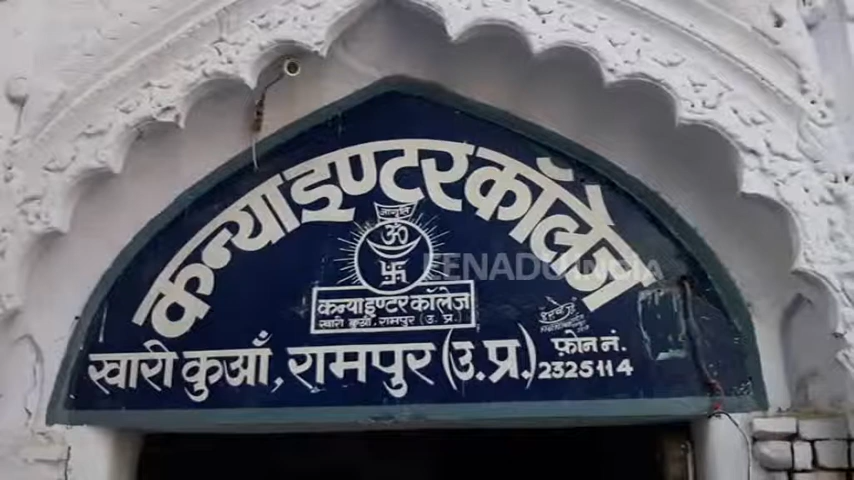 कन्या इण्टर कॉलेज
जागृति
ॐ
कन्या इण्टर कॉलेज
खारी कुआँ, रामपुर (उ. प्र.)
खारी कुआँ, रामपुर (उ. प्र.)
फ़ोन नं.
2325114